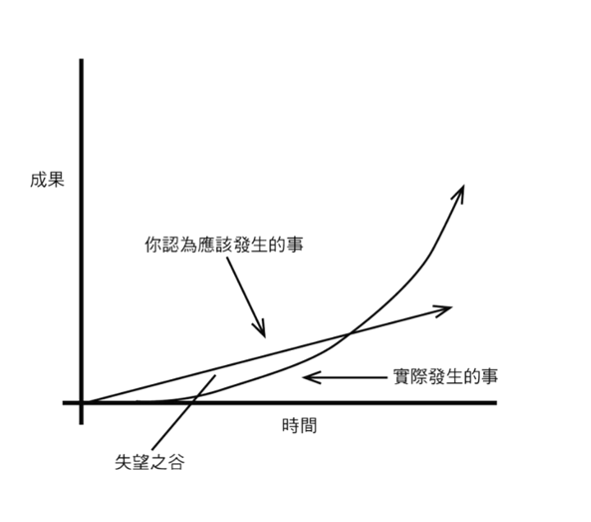 成果
你認為應該發生的事
實際發生的事
時間
失望之谷